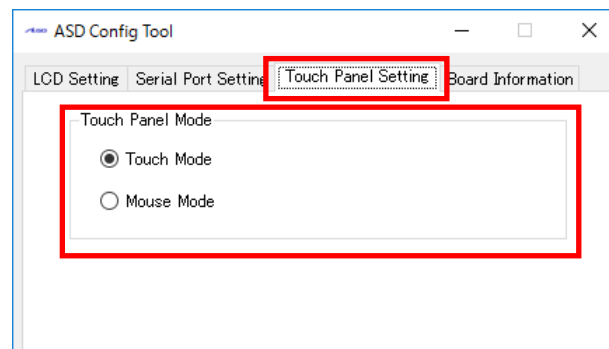 ASD ASD Config Tool
LCD Setting Serial Port Setting Touch Panel Setting Board Information
Touch Panel Mode
Touch Mode
Mouse Mode